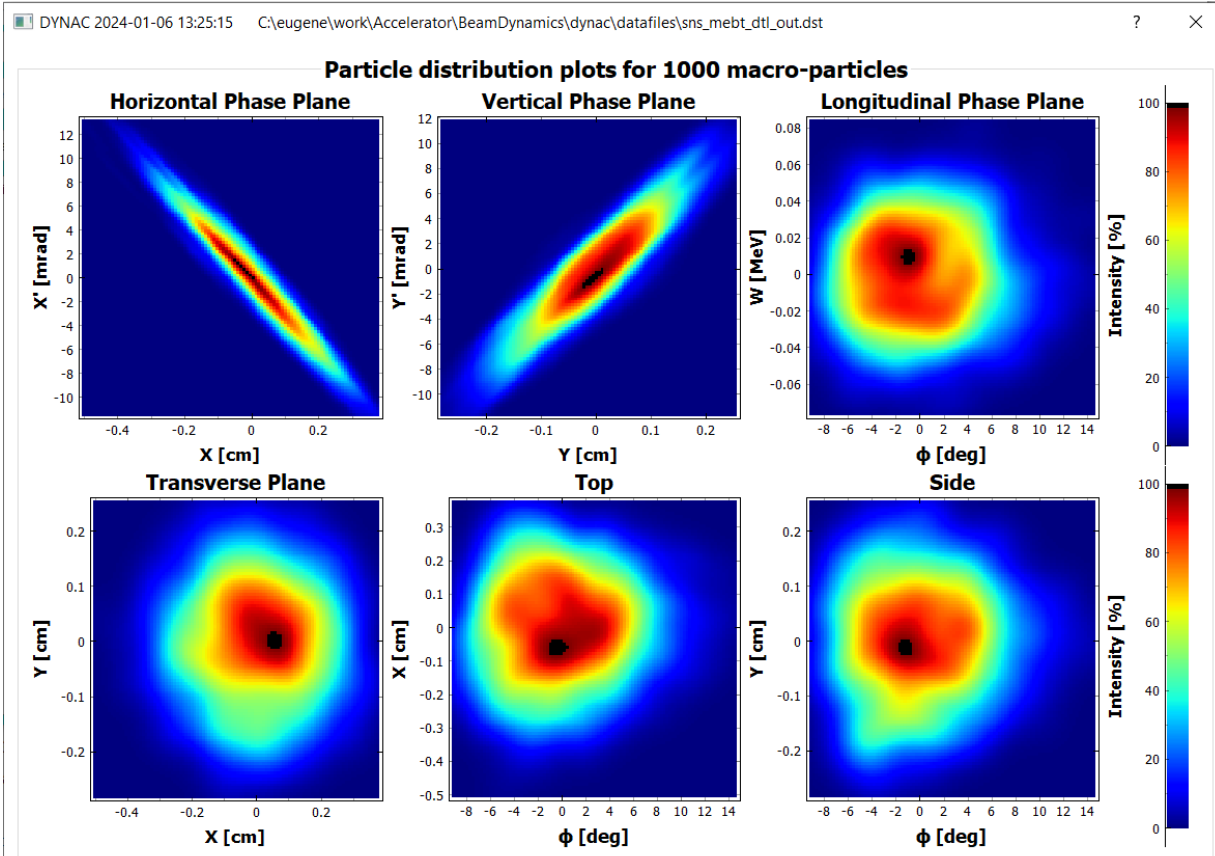 DYNAC 2024-01-06 13:25:15 C:\eugene\work\Accelerator\BeamDynamics\dynac\datafiles\sns_mebt_dtl_out.dst ? ×
Particle distribution plots for 1000 macro-particles
Horizontal Phase Plane
12
10
8
6
4
2
0
-2
-4
-6
-8
-10
X' [mrad]
-0.4 -0.2 0 0.2
X [cm]
Vertical Phase Plane
12
10
8
6
4
2
0
-2
-4
-6
-8
-10
Y' [mrad]
-0.2 -0.1 0 0.1 0.2
Y [cm]
Longitudinal Phase Plane
0.08
0.06
0.04
0.02
0
-0.02
-0.04
-0.06
W [MeV]
-8 -6 -4 -2 0 2 4 6 8 10 12 14
ϕ [deg]
100
80
60
40
20
0
Intensity [%]
Transverse Plane
0.2
0.1
0
-0.1
-0.2
Y [cm]
-0.4 -0.2 0 0.2
X [cm]
Top
0.3
0.2
0.1
0
-0.1
-0.2
-0.3
-0.4
-0.5
X [cm]
-8 -6 -4 -2 0 2 4 6 8 10 12 14
ϕ [deg]
Side
0.2
0.1
0
-0.1
-0.2
Y [cm]
-8 -6 -4 -2 0 2 4 6 8 10 12 14
ϕ [deg]
100
80
60
40
20
0
Intensity [%]